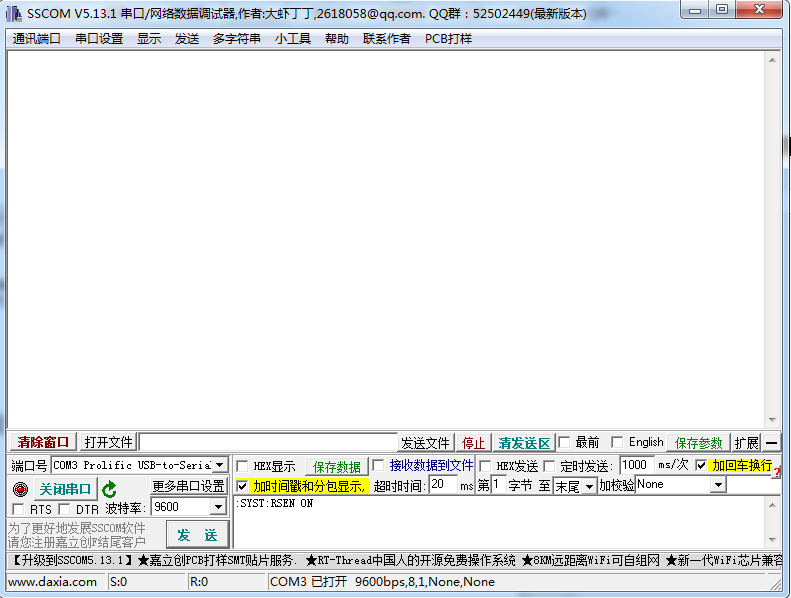 SSCOM V5.13.1 串口/网络数据调试器,作者:大虾丁丁,2618058@qq.com. QQ群：52502449(最新版本)
通讯端口 串口设置 显示 发送 多字符串 小工具 帮助 联系作者 PCB打样
清除窗口 打开文件 发送文件 停止 清发送区 最前 English 保存参数 扩展 —
端口号 COM3 Prolific USB-to-Seria HEX显示 保存数据 接收数据到文件 HEX发送 定时发送: 1000 ms/次 加回车换行 ?
关闭串口 更多串口设置 加时间戳和分包显示, 超时时间: 20 ms 第 1 字节 至 末尾 加校验 None
RTS DTR 波特率: 9600 :SYST:RSEN ON
为了更好地发展SSCOM软件
请您注册嘉立创F结尾客户
发 送
【升级到SSCOM5.13.1】★嘉立创PCB打样SMT贴片服务. ★RT-Thread中国人的开源免费操作系统 ★8KM远距离WiFi可自组网 ★新一代WiFi芯片兼容
www.daxia.com S:0 R:0 COM3 已打开 9600bps,8,1,None,None